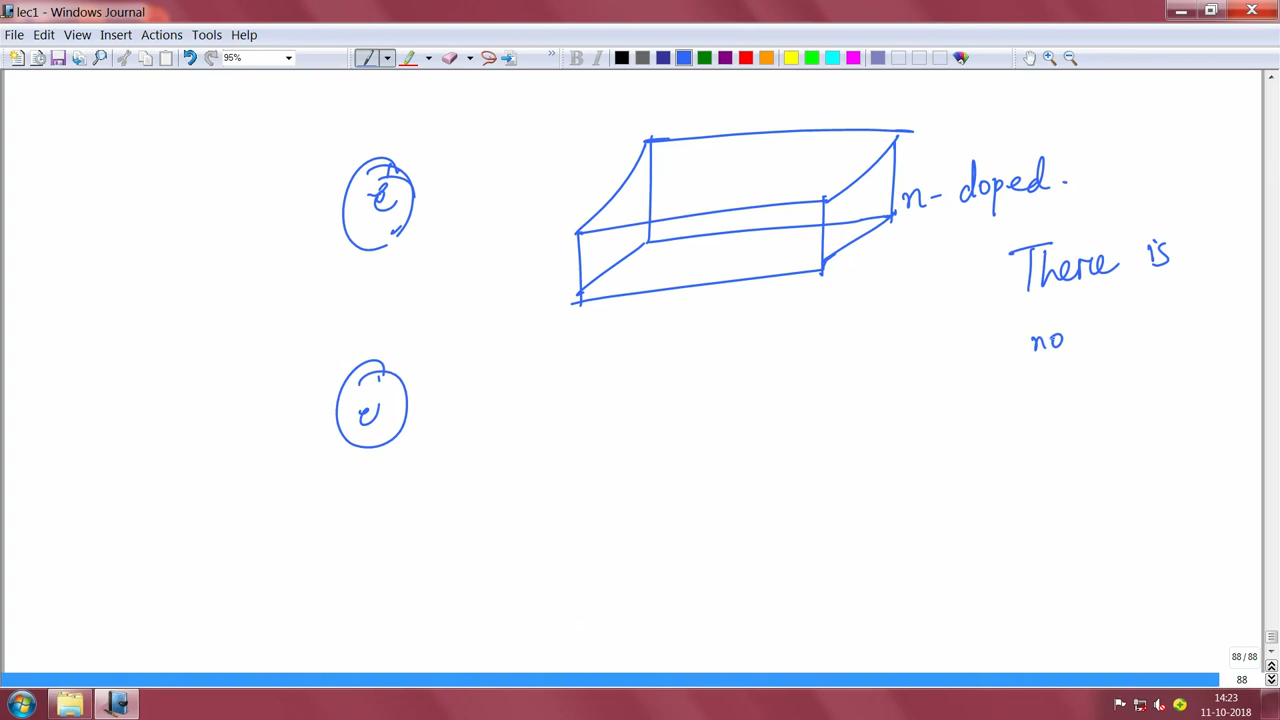 lec1 - Windows Journal
File Edit View Insert Actions Tools Help
95%
n- doped.
There is
no
88 / 88
88
14:23
11-10-2018